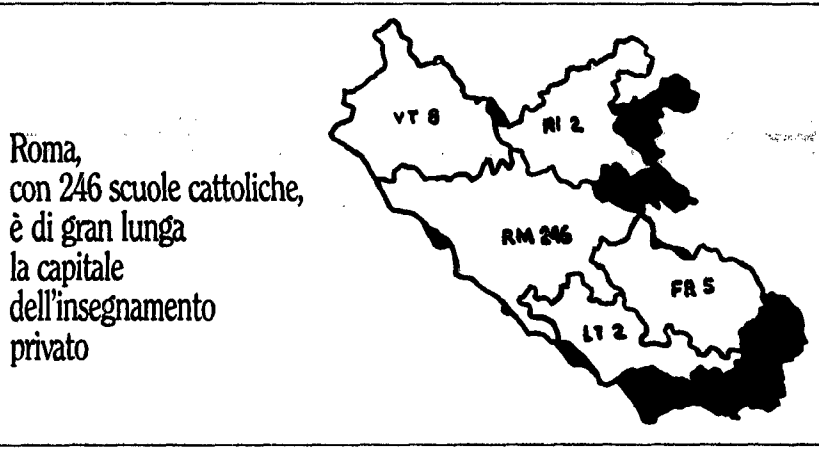 Roma,
con 246 scuole cattoliche,
è di gran lunga
la capitale
dell'insegnamento
privato
VT 8
RI 2
RM 246
FR 5
LT 2